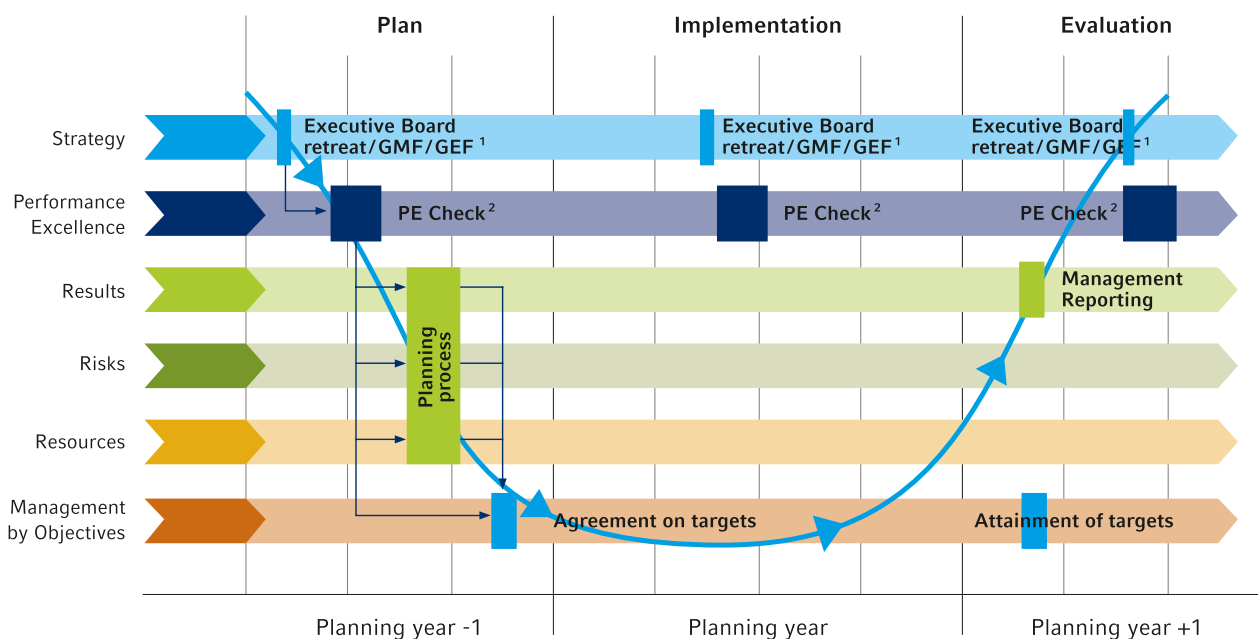 Plan
Implementation
Evaluation
Strategy
Executive Board
retreat/GMF/GEF ¹
Executive Board
retreat/GMF/GEF ¹
Executive Board
retreat/GMF/GEF ¹
Performance
Excellence
PE Check ²
PE Check ²
PE Check ²
Results
Management
Reporting
Planning
process
Risks
Resources
Management
by Objectives
Agreement on targets
Attainment of targets
Planning year -1
Planning year
Planning year +1